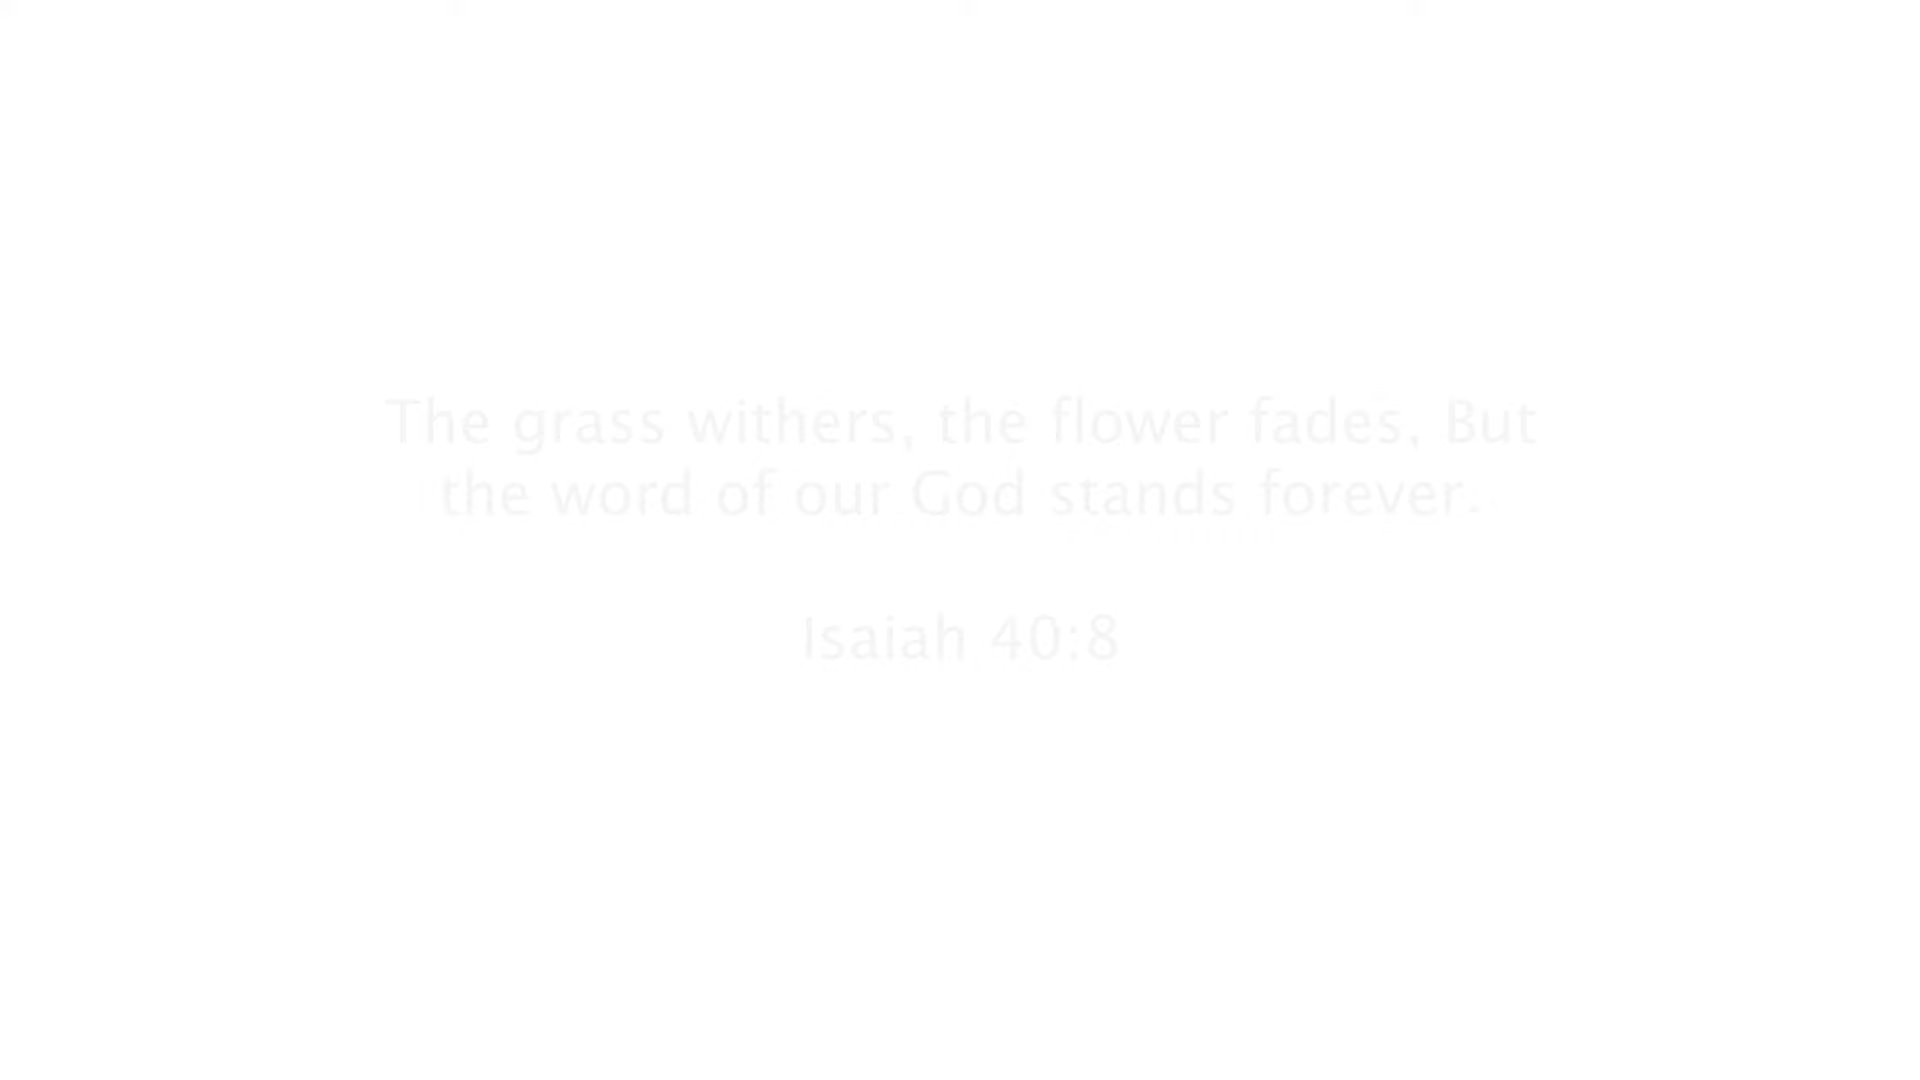 The grass withers, the flower fades, But
the word of our God stands forever.
Isaiah 40:8